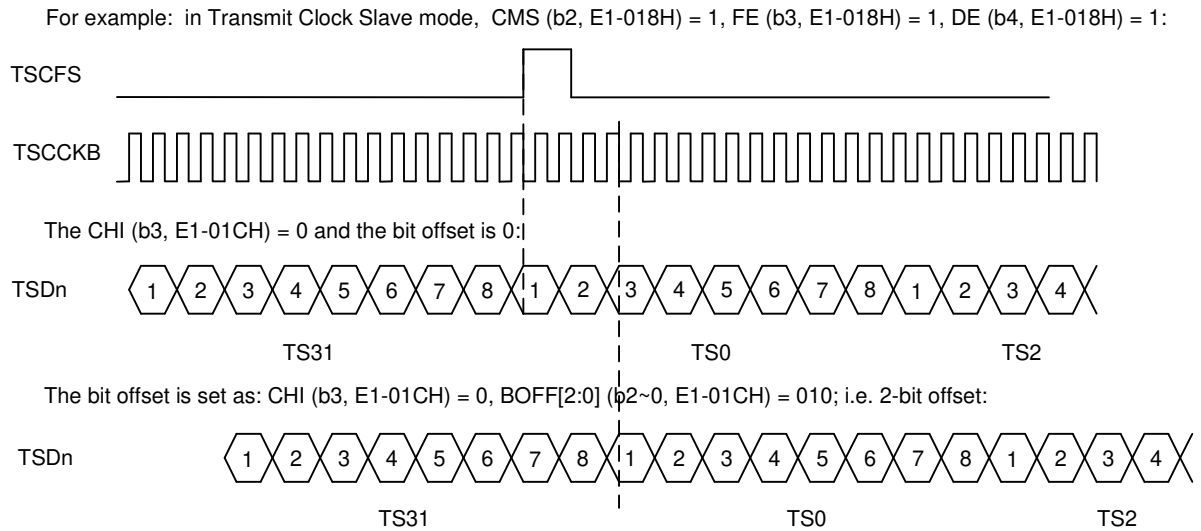 For example: in Transmit Clock Slave mode, CMS (b2, E1-018H) = 1, FE (b3, E1-018H) = 1, DE (b4, E1-018H) = 1:
TSCFS
TSCCKB
The CHI (b3, E1-01CH) = 0 and the bit offset is 0:
TSDn 1 2 3 4 5 6 7 8 1 2 3 4 5 6 7 8 1 2 3 4
TS31 TS0 TS2
The bit offset is set as: CHI (b3, E1-01CH) = 0, BOFF[2:0] (b2~0, E1-01CH) = 010; i.e. 2-bit offset:
TSDn 1 2 3 4 5 6 7 8 1 2 3 4 5 6 7 8 1 2 3 4
TS31 TS0 TS2